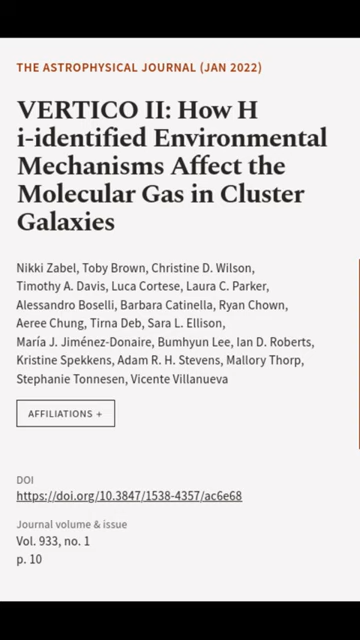 THE ASTROPHYSICAL JOURNAL (JAN 2022)
VERTICO II: How H
i-identified Environmental
Mechanisms Affect the
Molecular Gas in Cluster
Galaxies
Nikki Zabel, Toby Brown, Christine D. Wilson,
Timothy A. Davis, Luca Cortese, Laura C. Parker,
Alessandro Boselli, Barbara Catinella, Ryan Chown,
Aeree Chung, Tirna Deb, Sara L. Ellison,
María J. Jiménez-Donaire, Bumhyun Lee, Ian D. Roberts,
Kristine Spekkens, Adam R. H. Stevens, Mallory Thorp,
Stephanie Tonnesen, Vicente Villanueva
AFFILIATIONS +
DOI
https://doi.org/10.3847/1538-4357/ac6e68
Journal volume & issue
Vol. 933, no. 1
p. 10